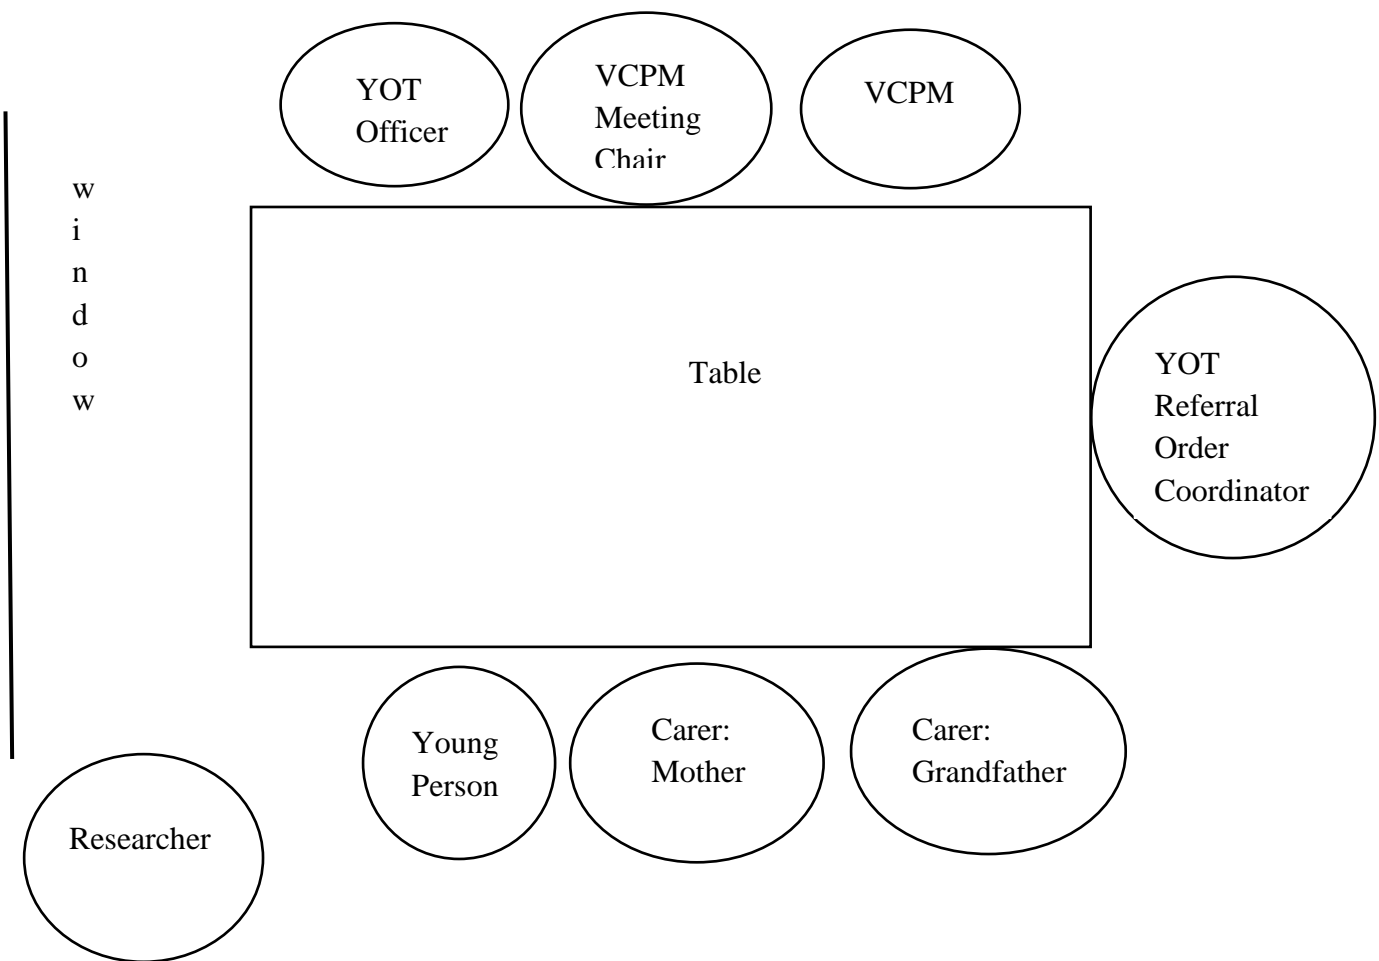 YOT
Officer
VCPM
Meeting
Chair
VCPM
w
i
n
d
o
w
Table
YOT
Referral
Order
Coordinator
Young
Person
Carer:
Mother
Carer:
Grandfather
Researcher